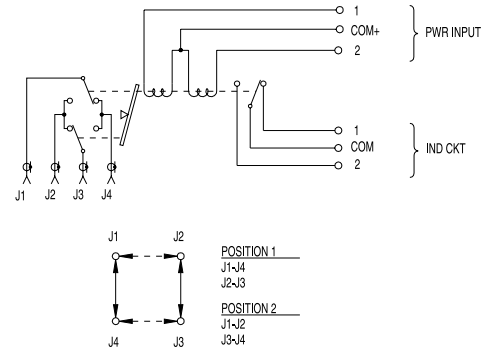 1
COM+
PWR INPUT
2
1
COM
IND CKT
2
J1 J2 J3 J4
J1 J2
POSITION 1
J1-J4
J2-J3
POSITION 2
J1-J2
J3-J4
J4 J3